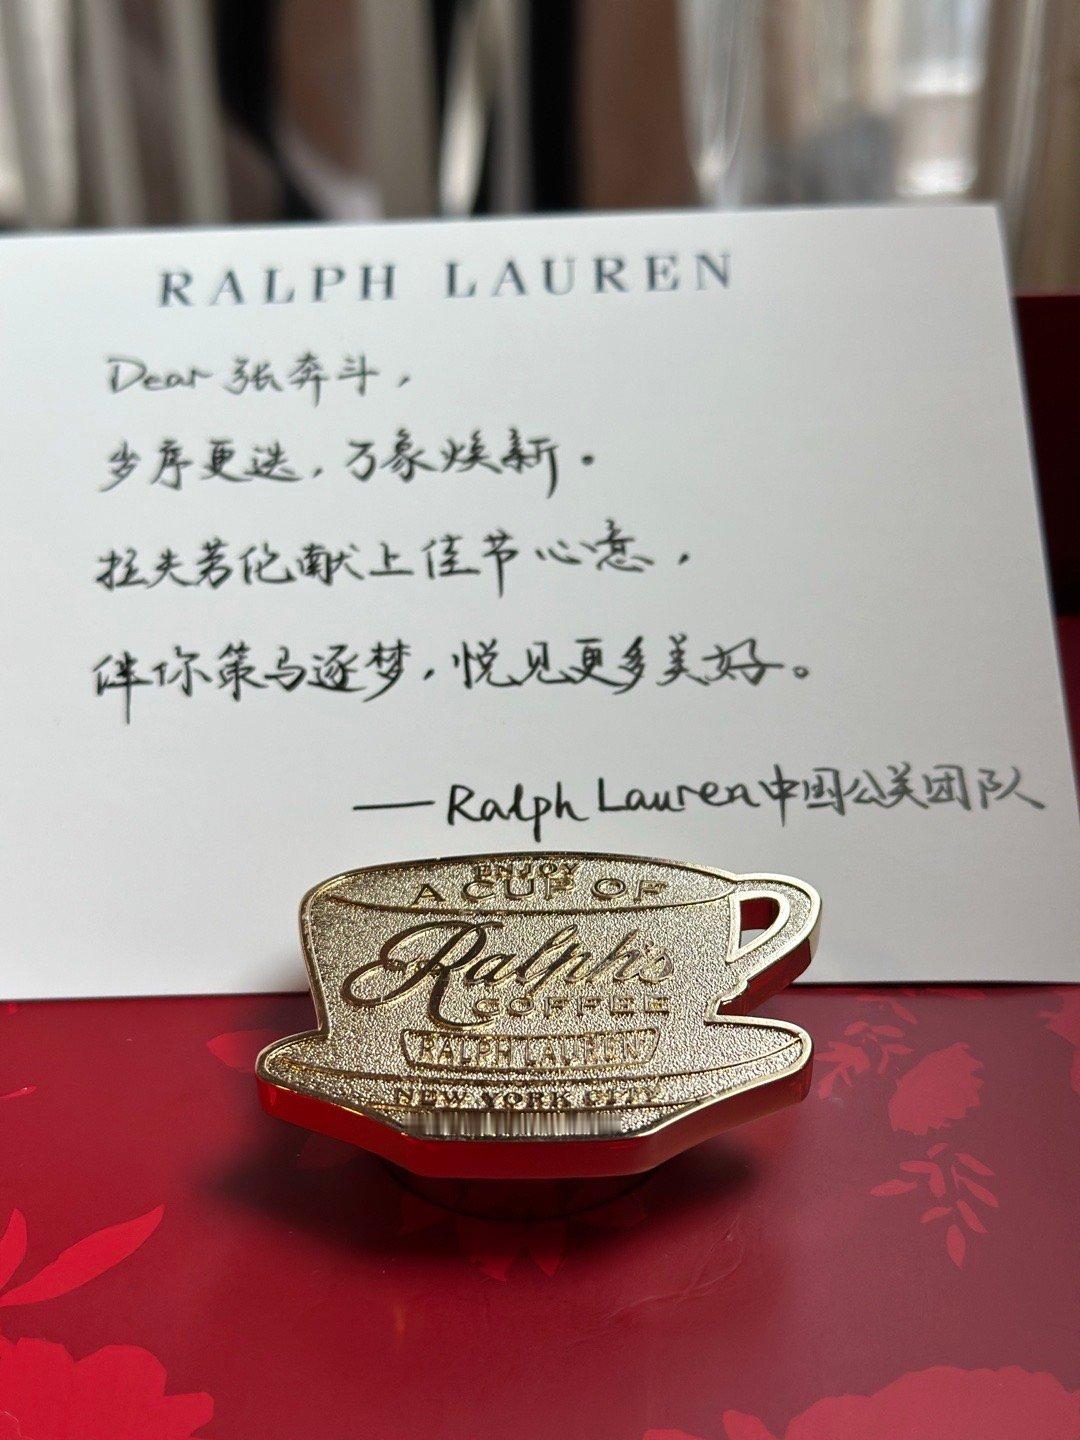 RALPH LAUREN
Dear 张奔斗，
岁序更迭，万象焕新。
拉夫劳伦献上佳节心意，
伴你策马逐梦，悦见更多美好。
——Ralph Lauren中国公关团队
ENJOY
A CUP OF
Ralph's
COFFEE
RALPH LAUREN
NEW YORK CITY